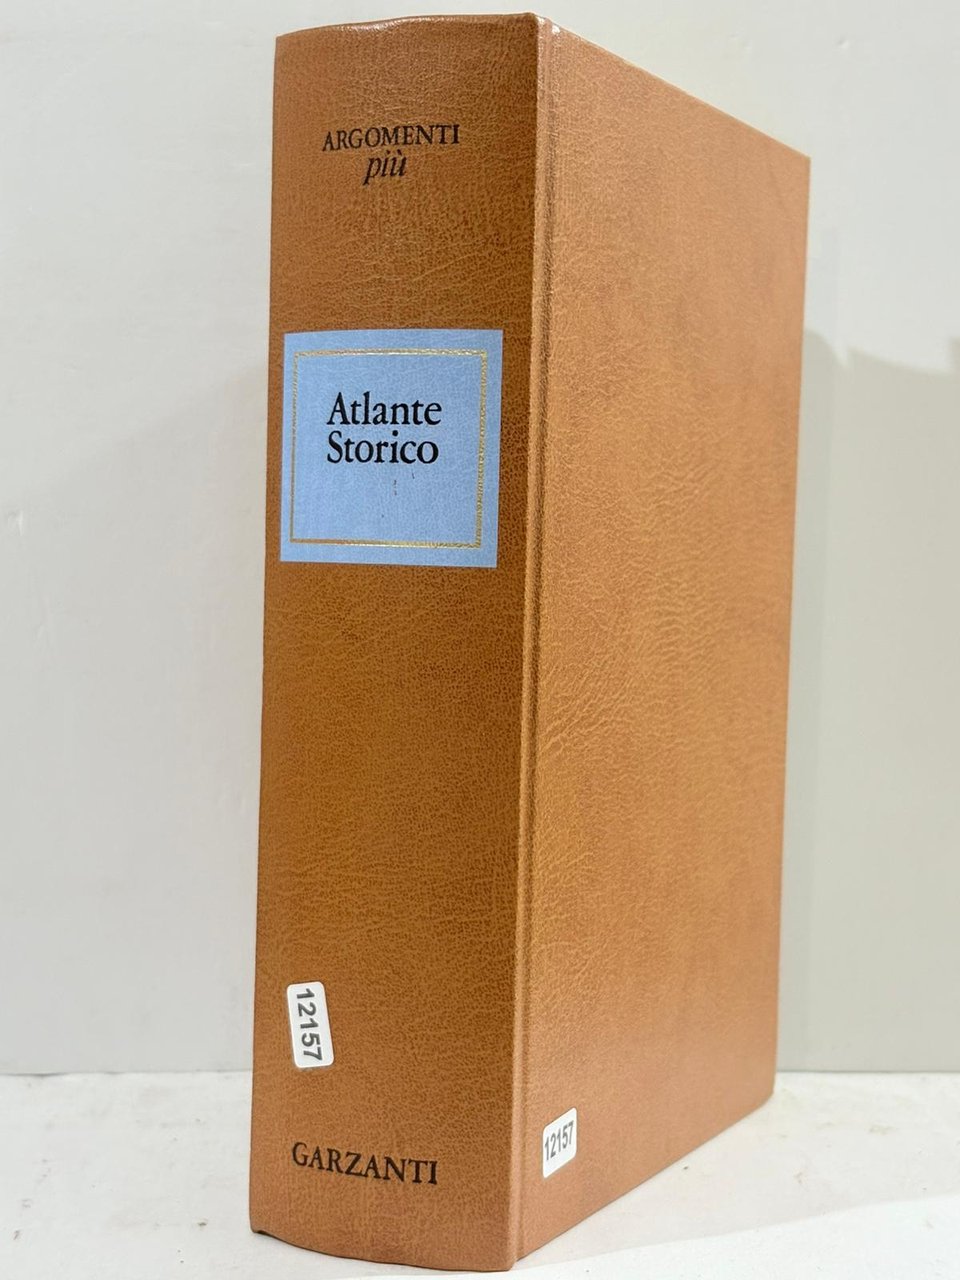 ARGOMENTI
più
Atlante
Storico
12157
GARZANTI
12157